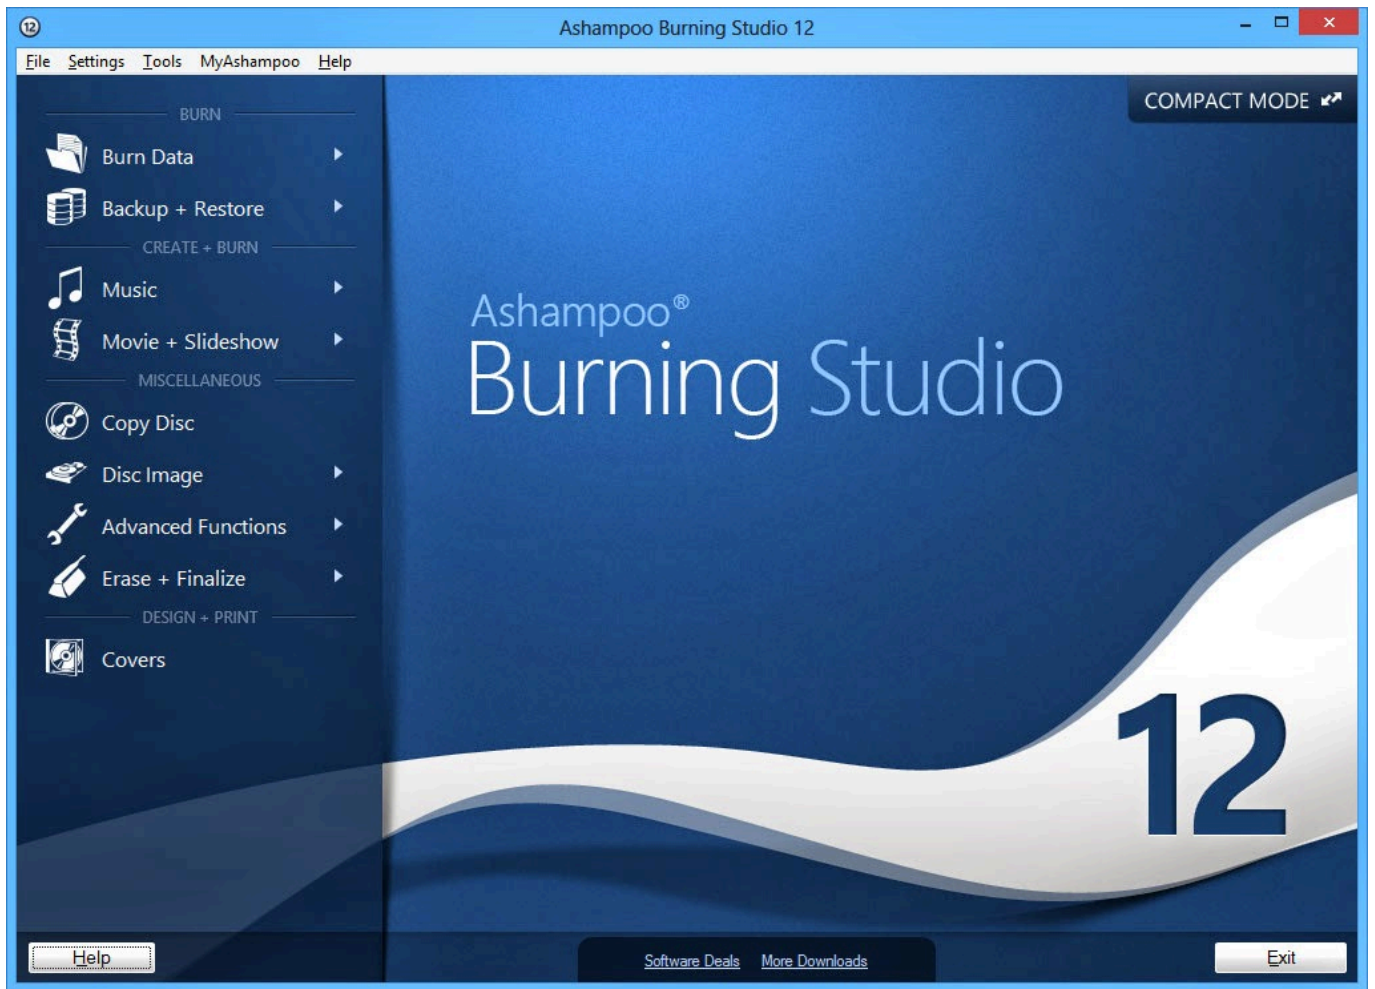 12
Ashampoo Burning Studio 12
File Settings Tools MyAshampoo Help
COMPACT MODE
BURN
Burn Data
Backup + Restore
CREATE + BURN
Music
Movie + Slideshow
MISCELLANEOUS
Copy Disc
Disc Image
Advanced Functions
Erase + Finalize
DESIGN + PRINT
Covers
Ashampoo®
Burning Studio
12
Help
Software Deals More Downloads
Exit